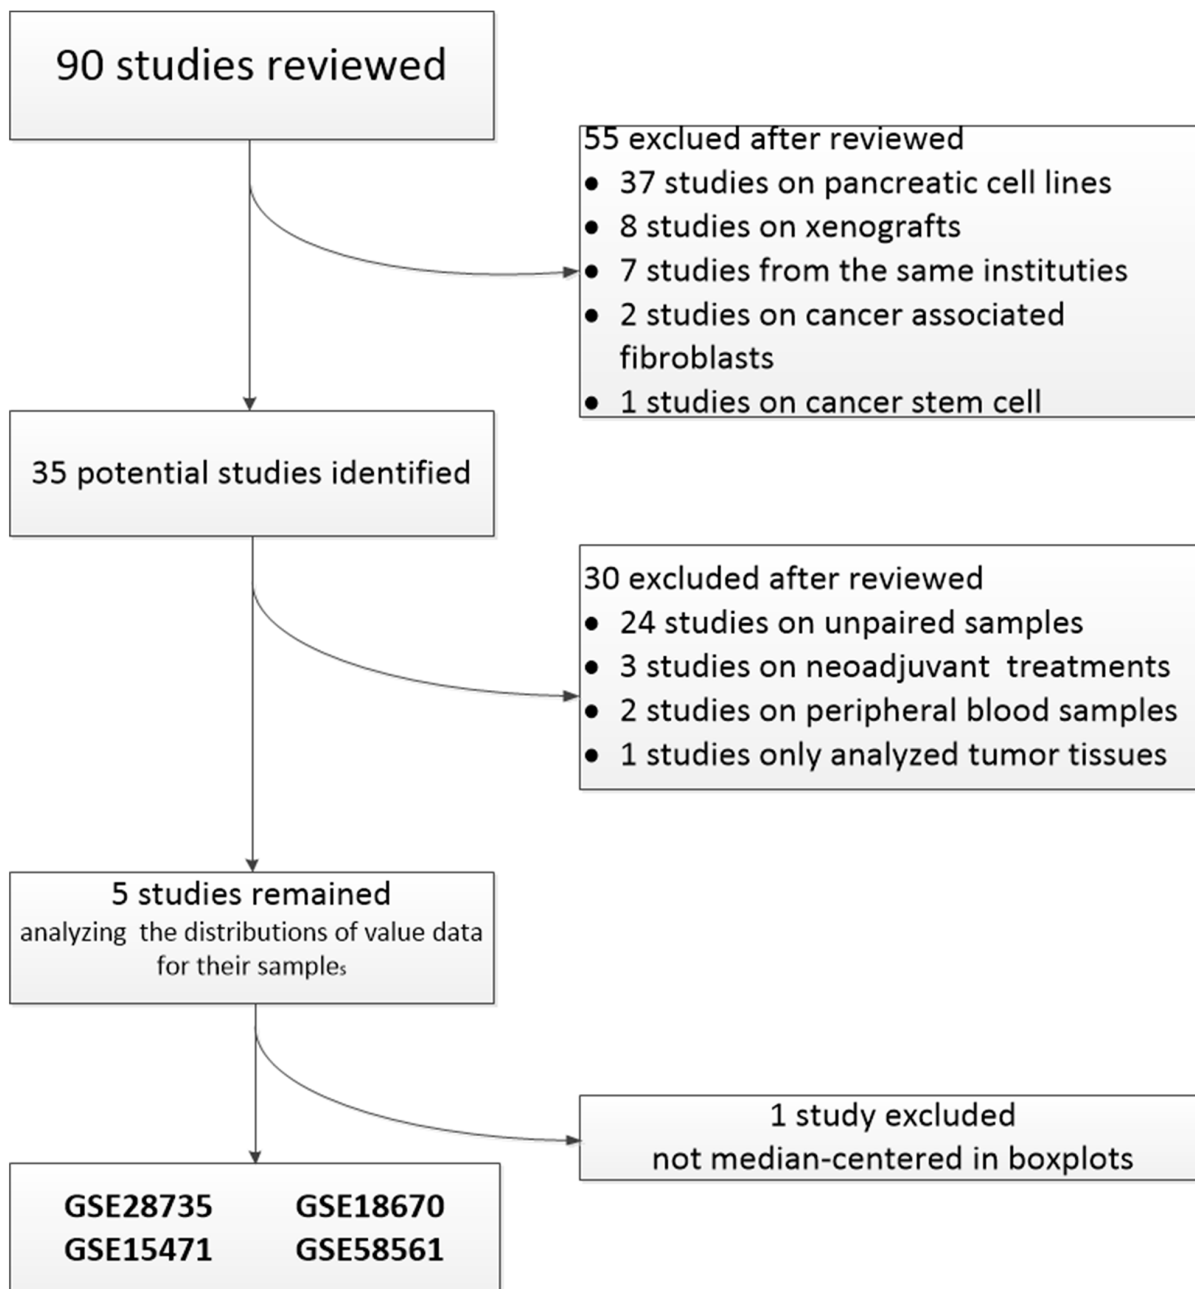 90 studies reviewed
55 exclued after reviewed
• 37 studies on pancreatic cell lines
• 8 studies on xenografts
• 7 studies from the same instituties
• 2 studies on cancer associated
fibroblasts
• 1 studies on cancer stem cell
35 potential studies identified
30 excluded after reviewed
• 24 studies on unpaired samples
• 3 studies on neoadjuvant treatments
• 2 studies on peripheral blood samples
• 1 studies only analyzed tumor tissues
5 studies remained
analyzing the distributions of value data
for their samples
1 study excluded
not median-centered in boxplots
GSE28735 GSE18670
GSE15471 GSE58561